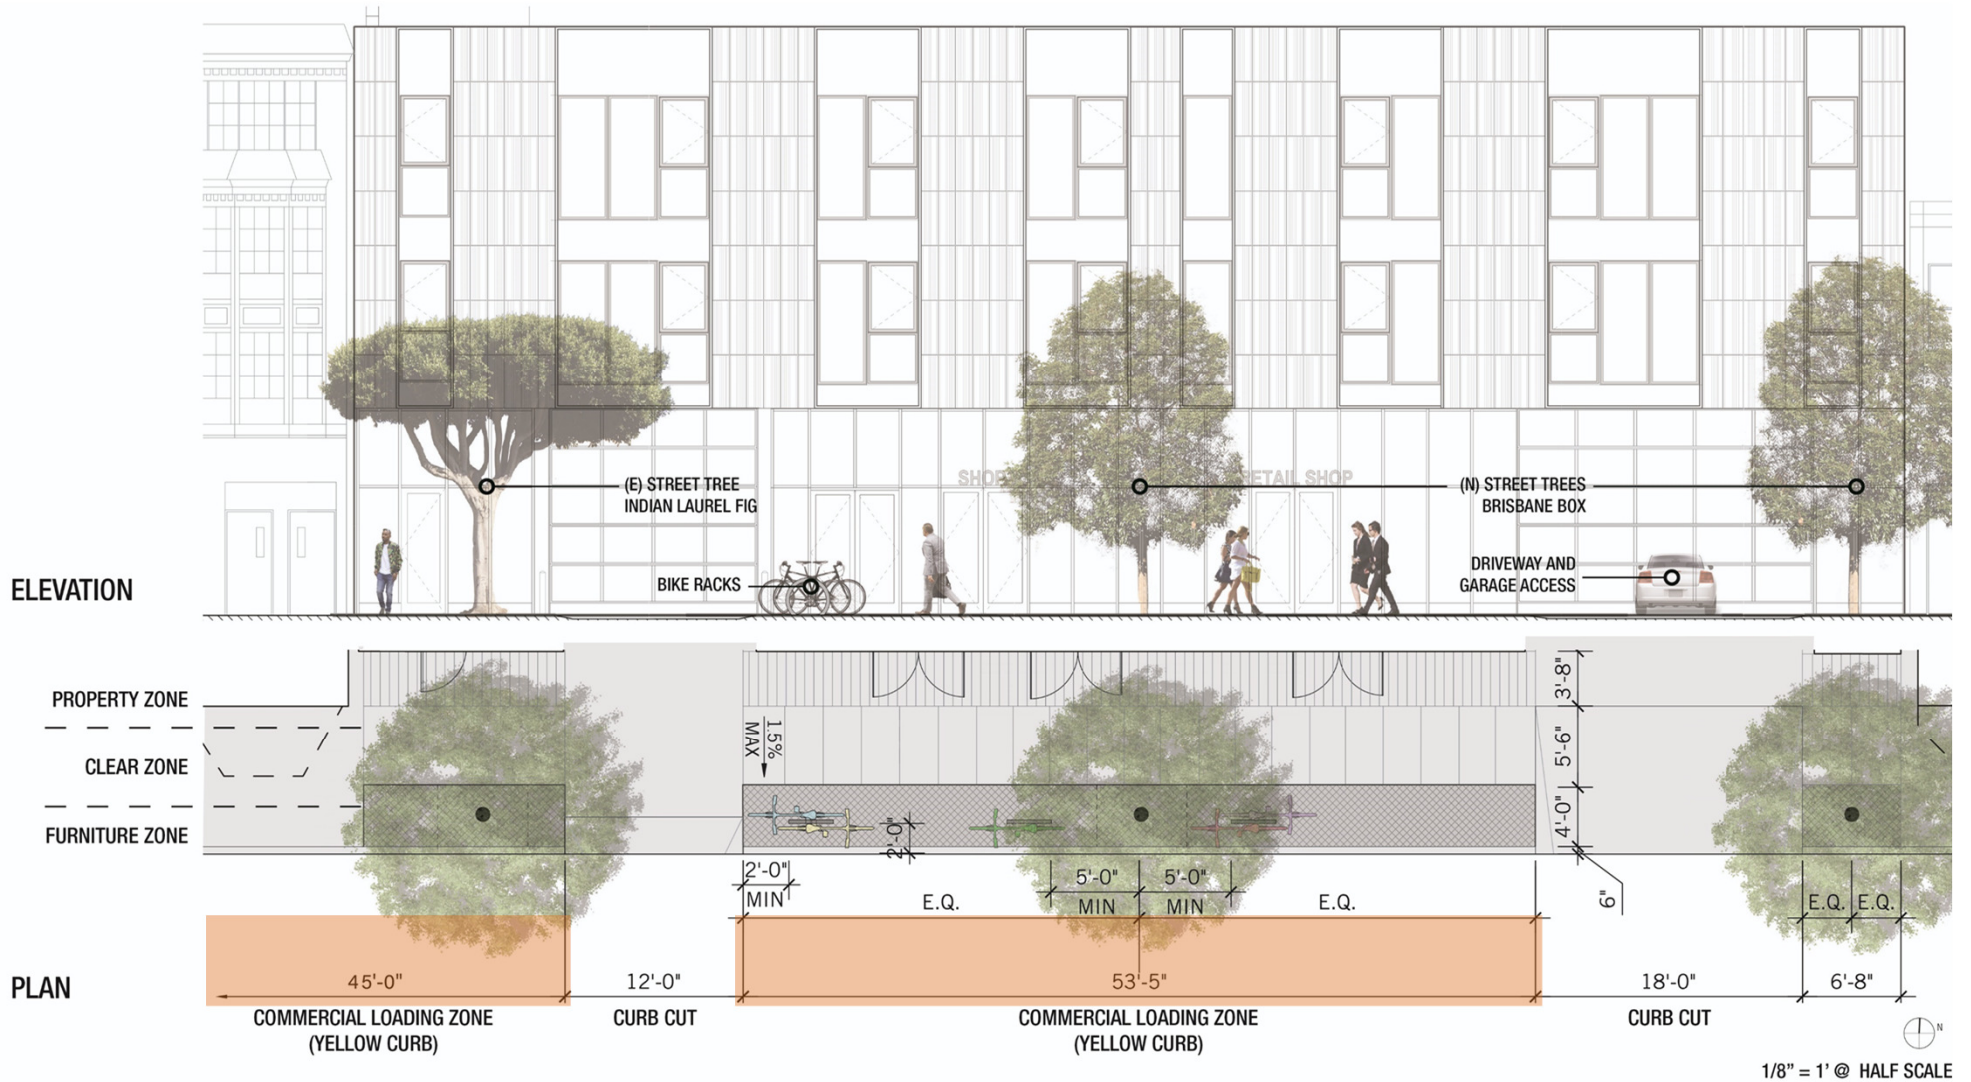 SHOP
RETAIL SHOP
(E) STREET TREE
INDIAN LAUREL FIG
(N) STREET TREES
BRISBANE BOX
BIKE RACKS
DRIVEWAY AND
GARAGE ACCESS
ELEVATION
PROPERTY ZONE
CLEAR ZONE
FURNITURE ZONE
1.5%
MAX
3'-8"
5'-6"
4'-0"
2'-0"
6"
2'-0"
MIN
E.Q.
5'-0"
MIN
5'-0"
MIN
E.Q.
E.Q.
E.Q.
PLAN
45'-0"
12'-0"
53'-5"
18'-0"
6'-8"
COMMERCIAL LOADING ZONE
(YELLOW CURB)
CURB CUT
COMMERCIAL LOADING ZONE
(YELLOW CURB)
CURB CUT
N
1/8" = 1' @ HALF SCALE